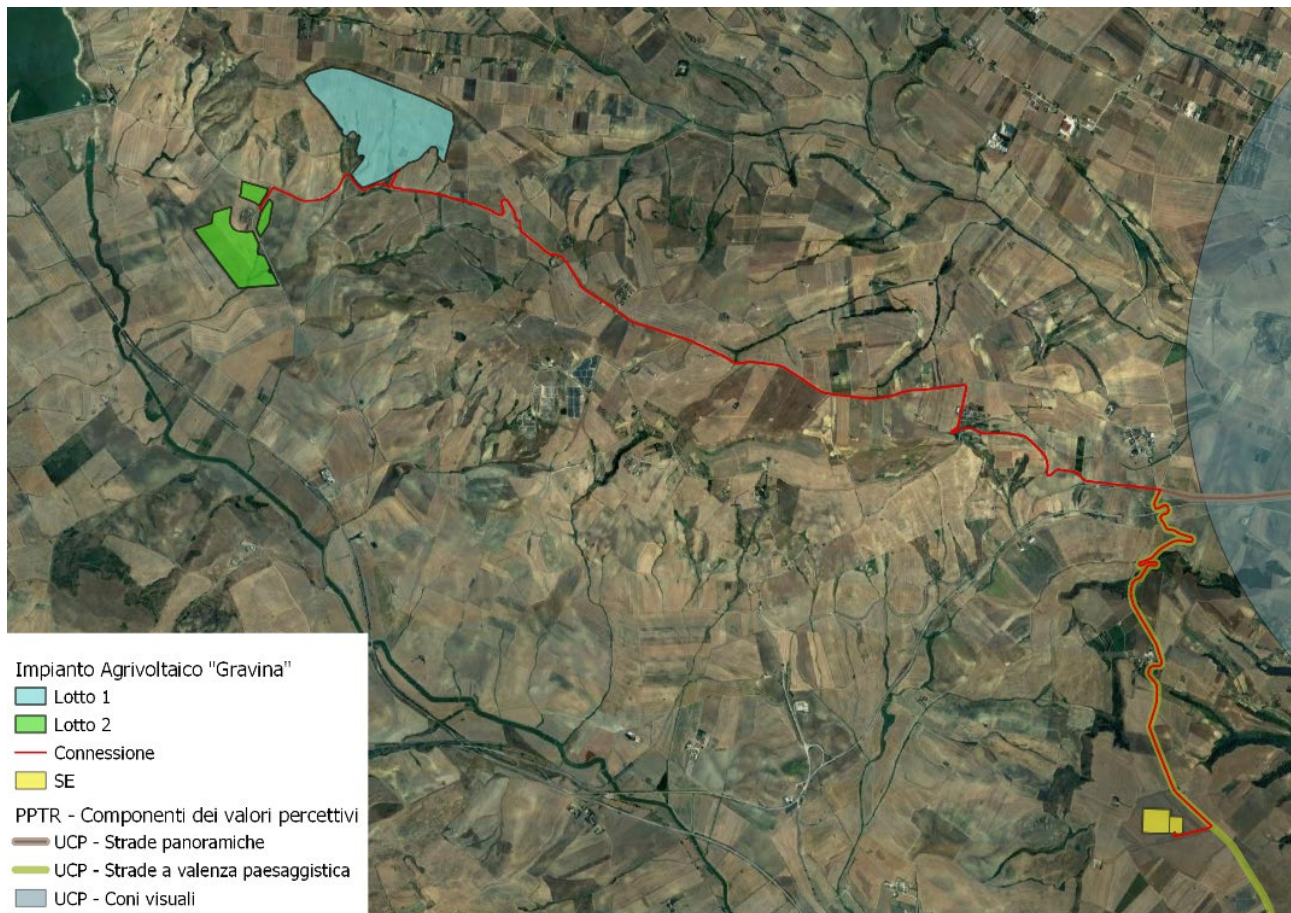 Impianto Agrivoltaico "Gravina"
Lotto 1
Lotto 2
Connessione
SE
PPTR - Componenti dei valori percettivi
UCP - Strade panoramiche
UCP - Strade a valenza paesaggistica
UCP - Coni visuali